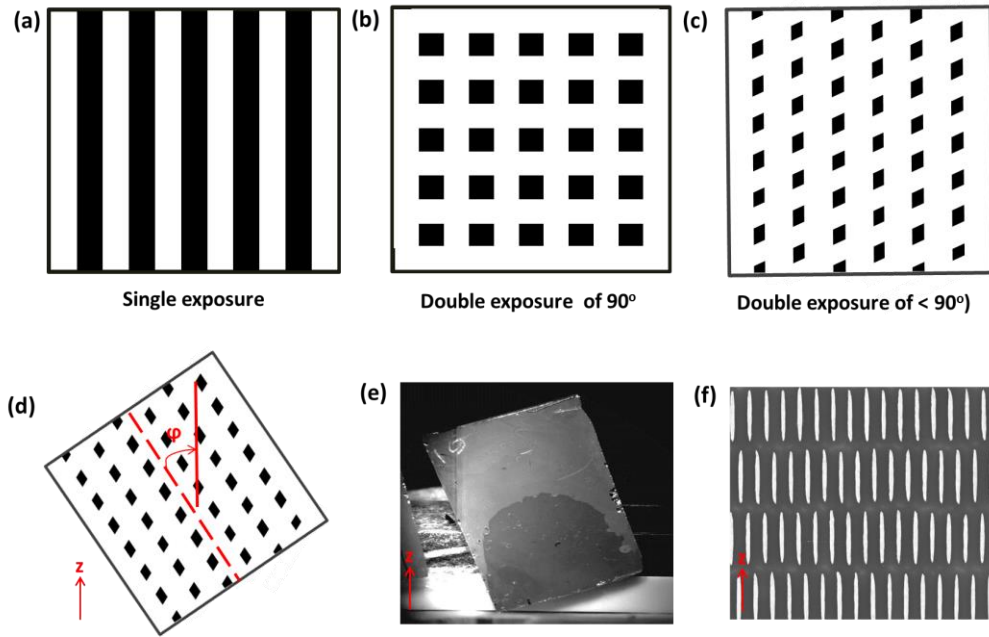 (a)
(b)
(c)
Single exposure
Double exposure of 90°
Double exposure of < 90°)
(d)
φ
z
(e)
z
(f)
z